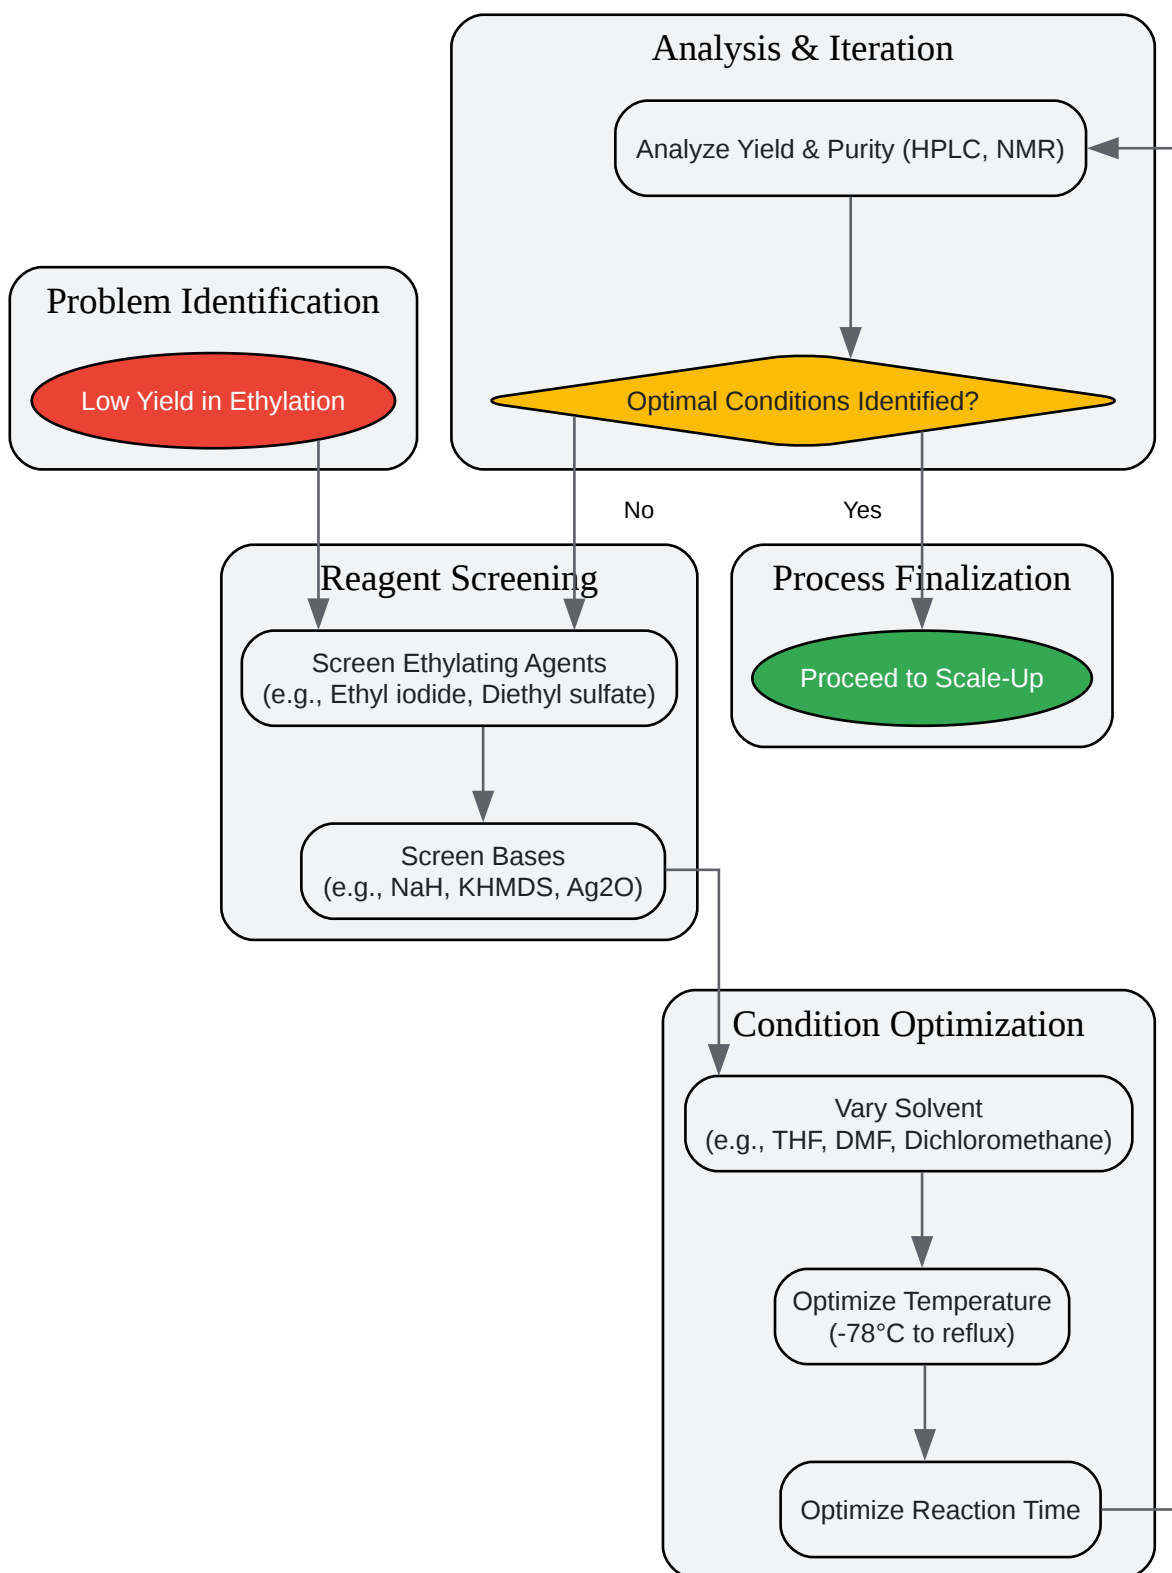 Analysis & Iteration
Analyze Yield & Purity (HPLC, NMR)
Problem Identification
Low Yield in Ethylation
Optimal Conditions Identified?
No
Yes
Reagent Screening
Process Finalization
Screen Ethylating Agents
(e.g., Ethyl iodide, Diethyl sulfate)
Proceed to Scale-Up
Screen Bases
(e.g., NaH, KHMDS, Ag2O)
Condition Optimization
Vary Solvent
(e.g., THF, DMF, Dichloromethane)
Optimize Temperature
(-78°C to reflux)
Optimize Reaction Time